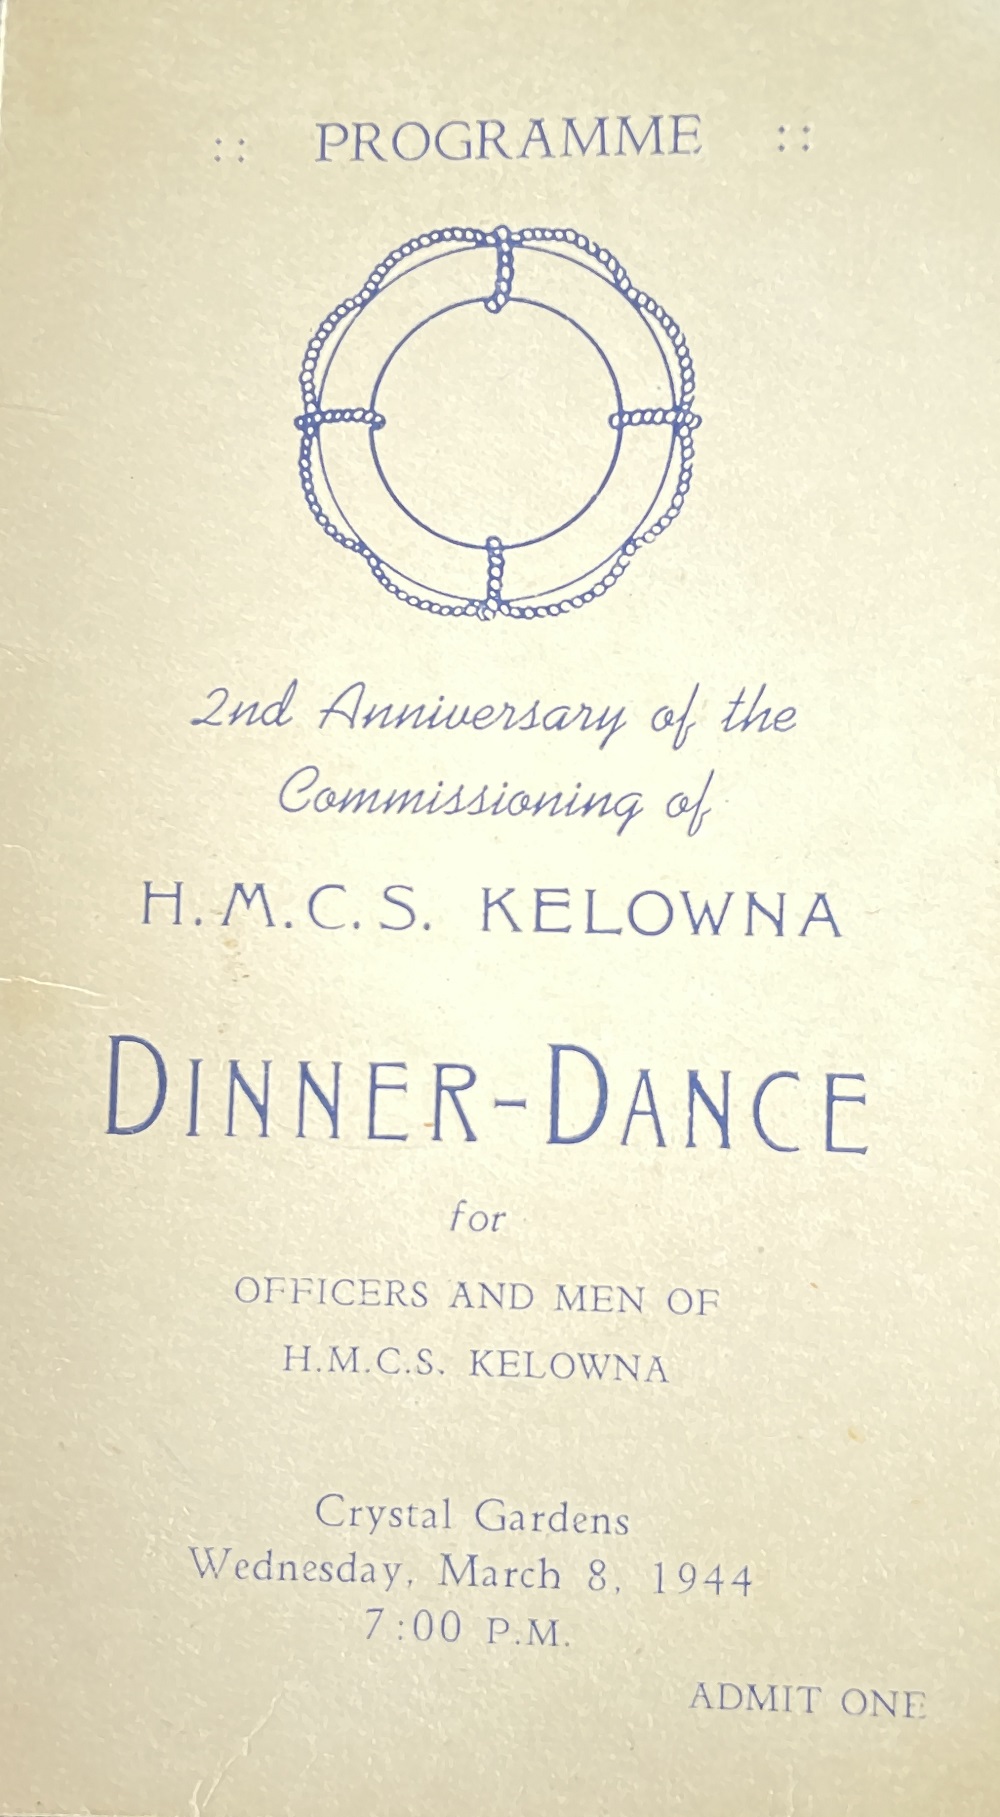 :: PROGRAMME ::
2nd Anniversary of the
Commissioning of
H.M.C.S. KELOWNA
DINNER-DANCE
for
OFFICERS AND MEN OF
H.M.C.S. KELOWNA
Crystal Gardens
Wednesday, March 8, 1944
7:00 P.M.
ADMIT ONE